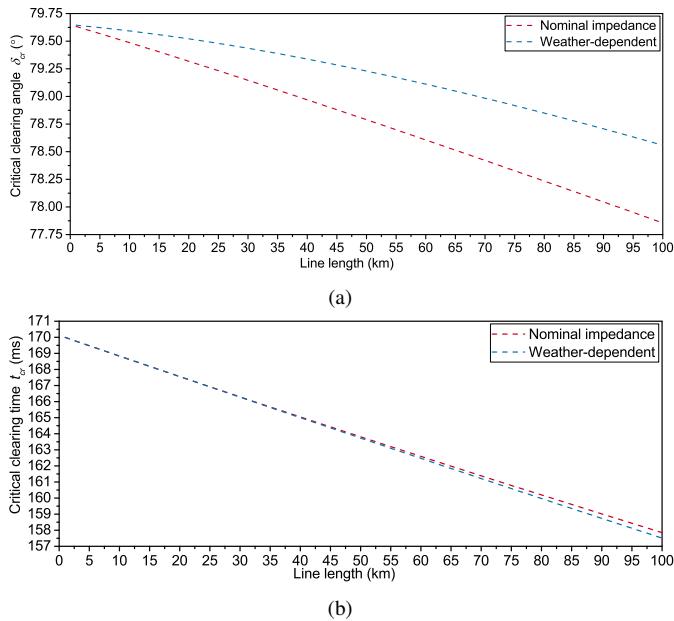 79.75
79.50
79.25
79.00
78.75
78.50
78.25
78.00
77.75
Critical clearing angle δcr (°)
Nominal impedance
Weather-dependent
0 5 10 15 20 25 30 35 40 45 50 55 60 65 70 75 80 85 90 95 100
Line length (km)
(a)
171
170
169
168
167
166
165
164
163
162
161
160
159
158
157
Critical clearing time tcr (ms)
Nominal impedance
Weather-dependent
0 5 10 15 20 25 30 35 40 45 50 55 60 65 70 75 80 85 90 95 100
Line length (km)
(b)